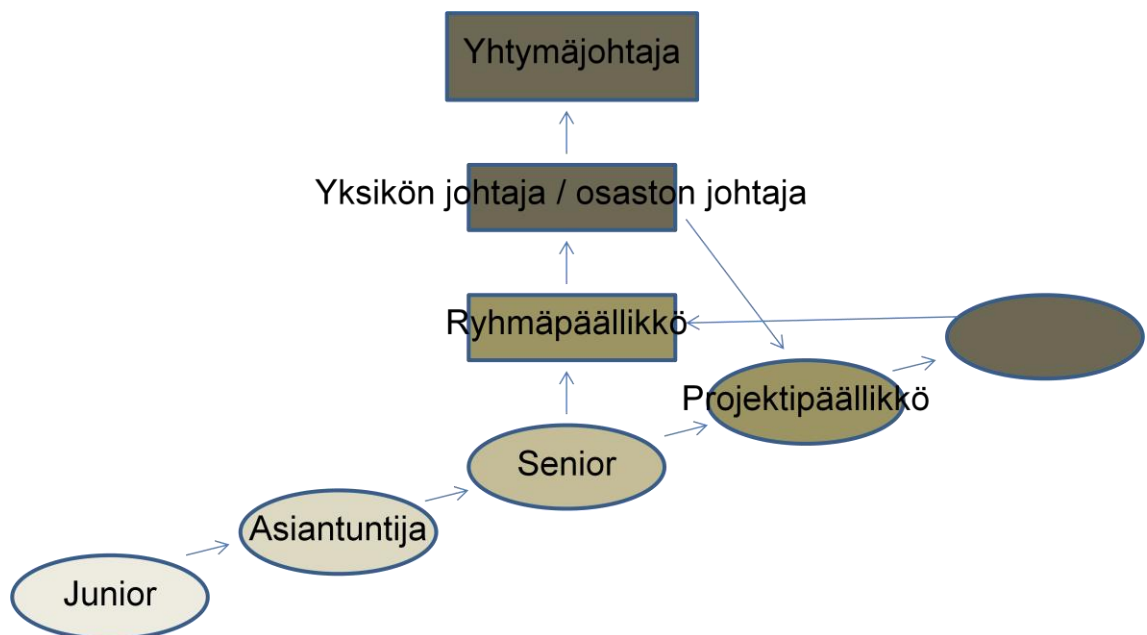 Yhtymäjohtaja
Yksikön johtaja / osaston johtaja
Ryhmäpäällikkö
Projektipäällikkö
Senior
Asiantuntija
Junior